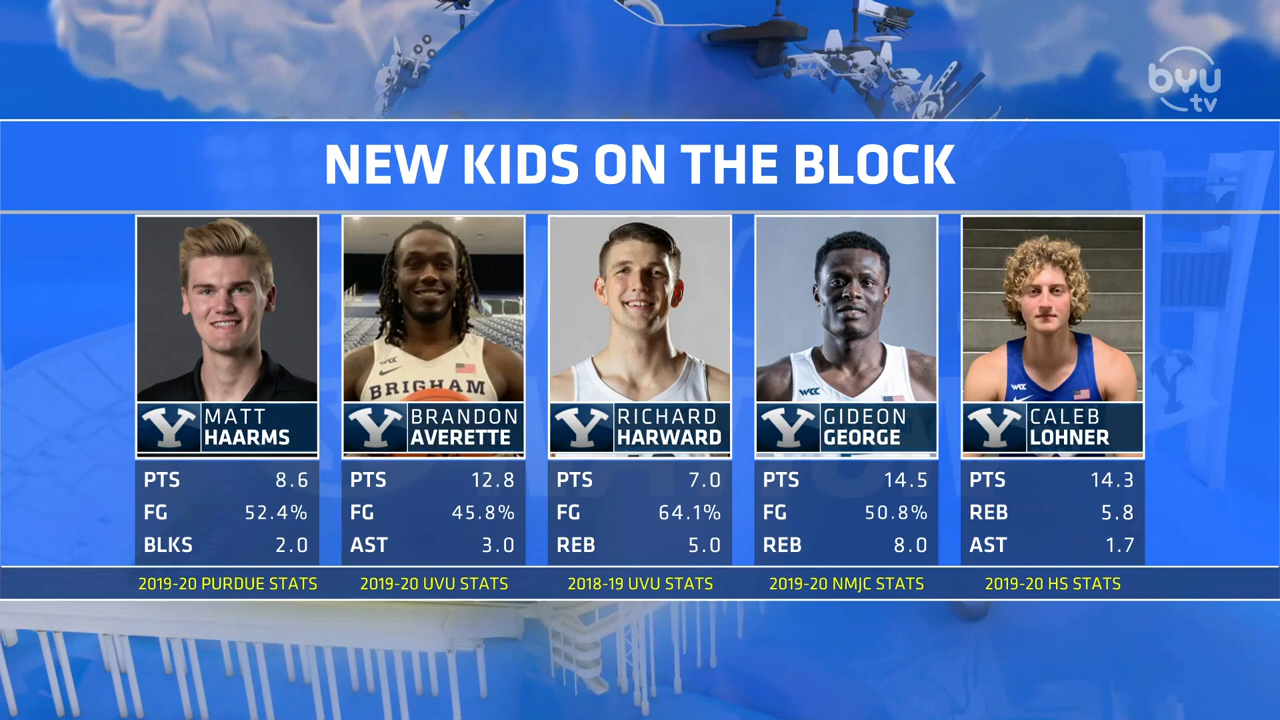 byu
tv
NEW KIDS ON THE BLOCK
WCC
BRIGHAM
WCC
WCC
Y MATT HAARMS
Y BRANDON AVERETTE
Y RICHARD HARWARD
Y GIDEON GEORGE
Y CALEB LOHNER
PTS 8.6
FG 52.4%
BLKS 2.0
2019-20 PURDUE STATS
PTS 12.8
FG 45.8%
AST 3.0
2019-20 UVU STATS
PTS 7.0
FG 64.1%
REB 5.0
2018-19 UVU STATS
PTS 14.5
FG 50.8%
REB 8.0
2019-20 NMJC STATS
PTS 14.3
REB 5.8
AST 1.7
2019-20 HS STATS